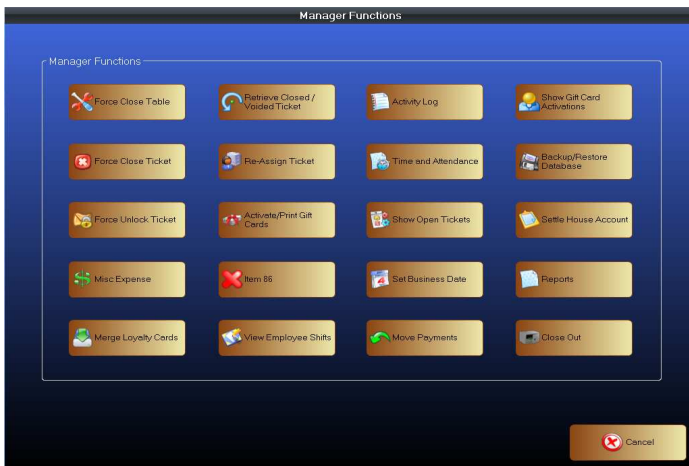 Manager Functions
Manager Functions
Force Close Table
Retrieve Closed /
Voided Ticket
Activity Log
Show Gift Card
Activations
Force Close Ticket
Re-Assign Ticket
Time and Attendance
Backup/Restore
Database
Force Unlock Ticket
Activate/Print Gift
Cards
Show Open Tickets
Settle House Account
Misc Expense
Item 86
Set Business Date
Reports
Merge Loyalty Cards
View Employee Shifts
Move Payments
Close Out
Cancel